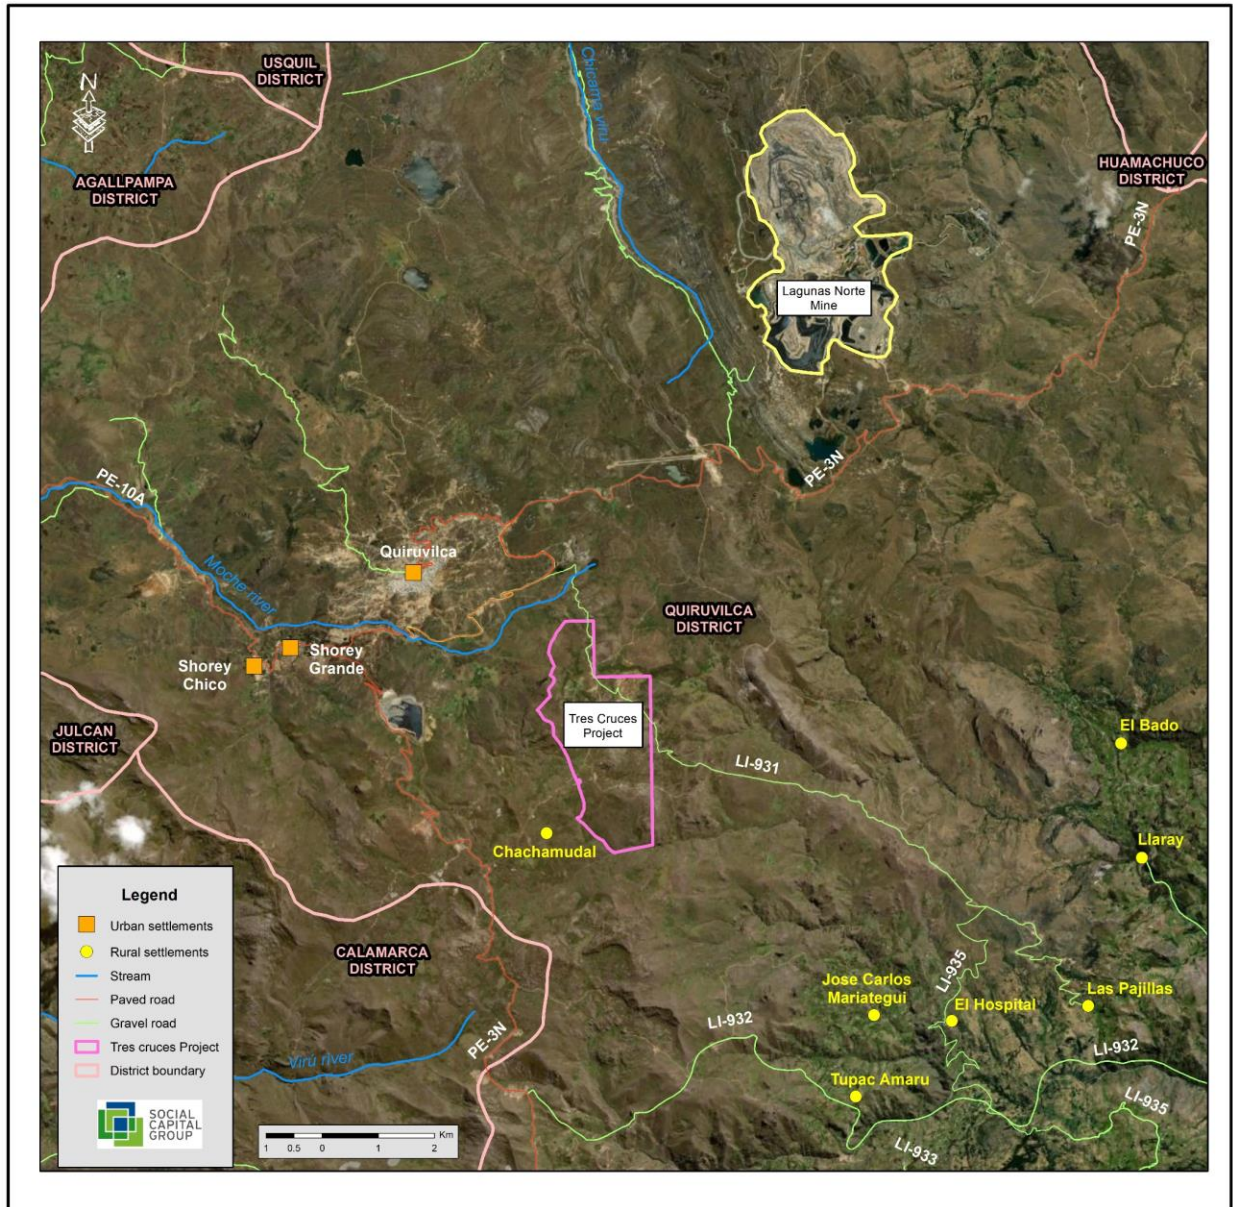 USQUIL
DISTRICT
N
Chicama viru
AGALLPAMPA
DISTRICT
HUAMACHUCO
DISTRICT
PE-3N
Lagunas Norte
Mine
PE-3N
PE-10A
Moche river
Quiruvilca
QUIRUVILCA
DISTRICT
Shorey
Grande
Shorey
Chico
JULCAN
DISTRICT
Tres Cruces
Project
El Bado
LI-931
Chachamudal
Llaray
CALAMARCA
DISTRICT
LI-935
Jose Carlos
Mariategui
El Hospital
Las Pajillas
LI-932
PE-3N
Virú river
LI-932
Tupac Amaru
LI-935
LI-933
Legend
Urban settlements
Rural settlements
Stream
Paved road
Gravel road
Tres cruces Project
District boundary
SOCIAL
CAPITAL
GROUP
Km
1 0.5 0 1 2